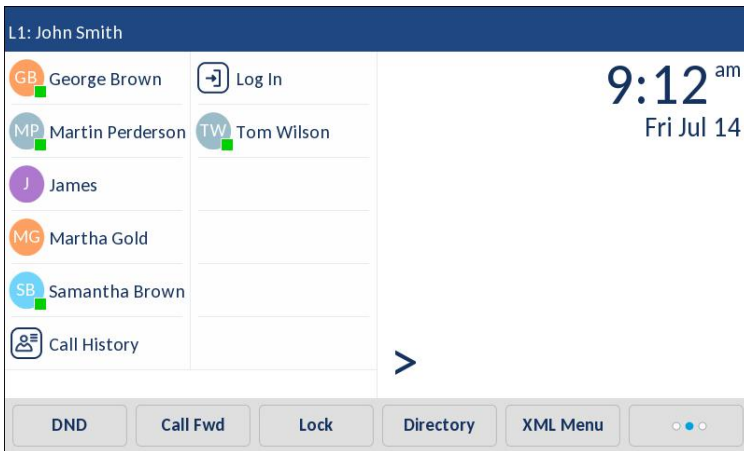 L1: John Smith
GB George Brown
Log In
9:12 am
MP Martin Perderson
TW Tom Wilson
Fri Jul 14
J James
MG Martha Gold
SB Samantha Brown
Call History
>
DND
Call Fwd
Lock
Directory
XML Menu